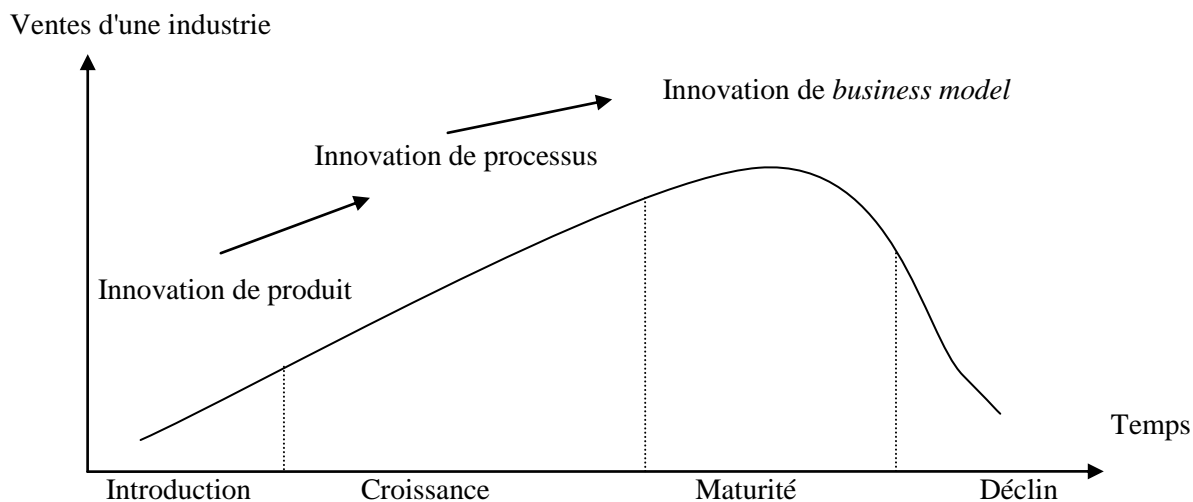 Ventes d'une industrie
Innovation de business model
Innovation de processus
Innovation de produit
Temps
Introduction
Croissance
Maturité
Déclin